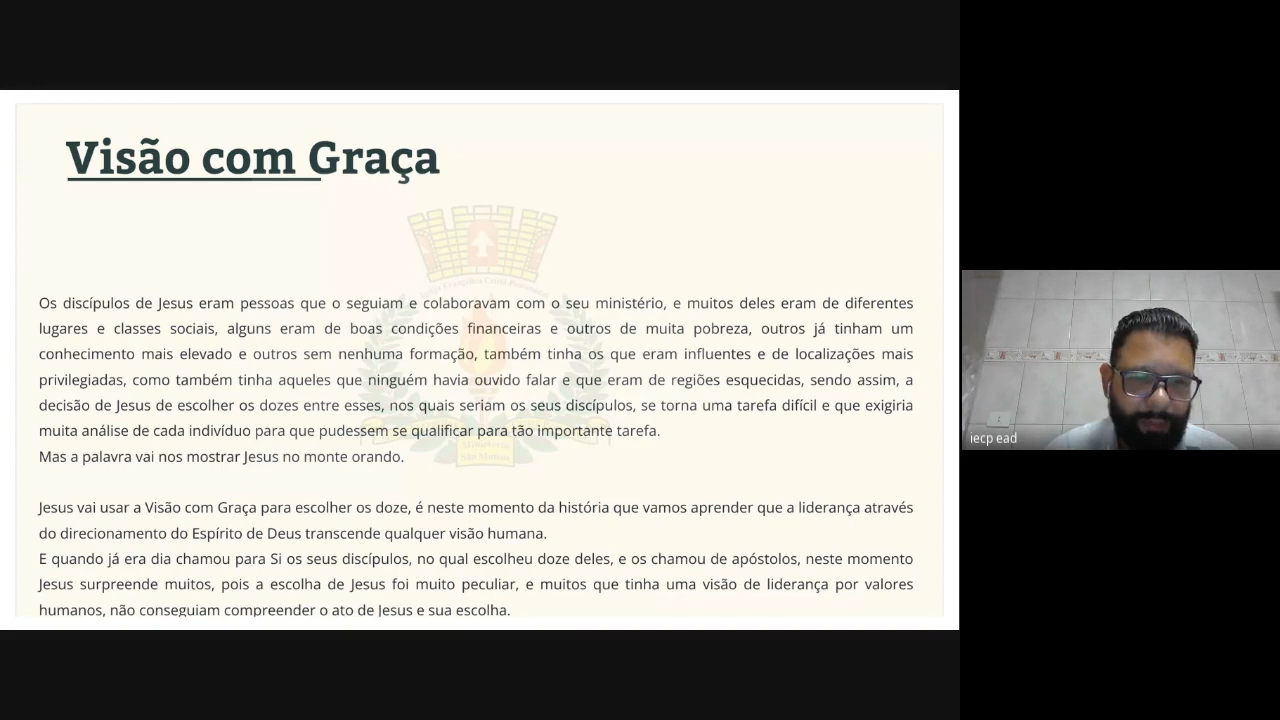 Visão com Graça
Os discípulos de Jesus eram pessoas que o seguiam e colaboravam com o seu ministério, e muitos deles eram de diferentes
lugares e classes sociais, alguns eram de boas condições financeiras e outros de muita pobreza, outros já tinham um
conhecimento mais elevado e outros sem nenhuma formação, também tinha os que eram influentes e de localizações mais
privilegiadas, como também tinha aqueles que ninguém havia ouvido falar e que eram de regiões esquecidas, sendo assim, a
decisão de Jesus de escolher os dozes entre esses, nos quais seriam os seus discípulos, se torna uma tarefa difícil e que exigiria
muita análise de cada indivíduo para que pudessem se qualificar para tão importante tarefa.
Mas a palavra vai nos mostrar Jesus no monte orando.
Jesus vai usar a Visão com Graça para escolher os doze, é neste momento da história que vamos aprender que a liderança através
do direcionamento do Espírito de Deus transcende qualquer visão humana.
E quando já era dia chamou para Si os seus discípulos, no qual escolheu doze deles, e os chamou de apóstolos, neste momento
Jesus surpreende muitos, pois a escolha de Jesus foi muito peculiar, e muitos que tinha uma visão de liderança por valores
humanos, não conseguiam compreender o ato de Jesus e sua escolha.
iecp ead